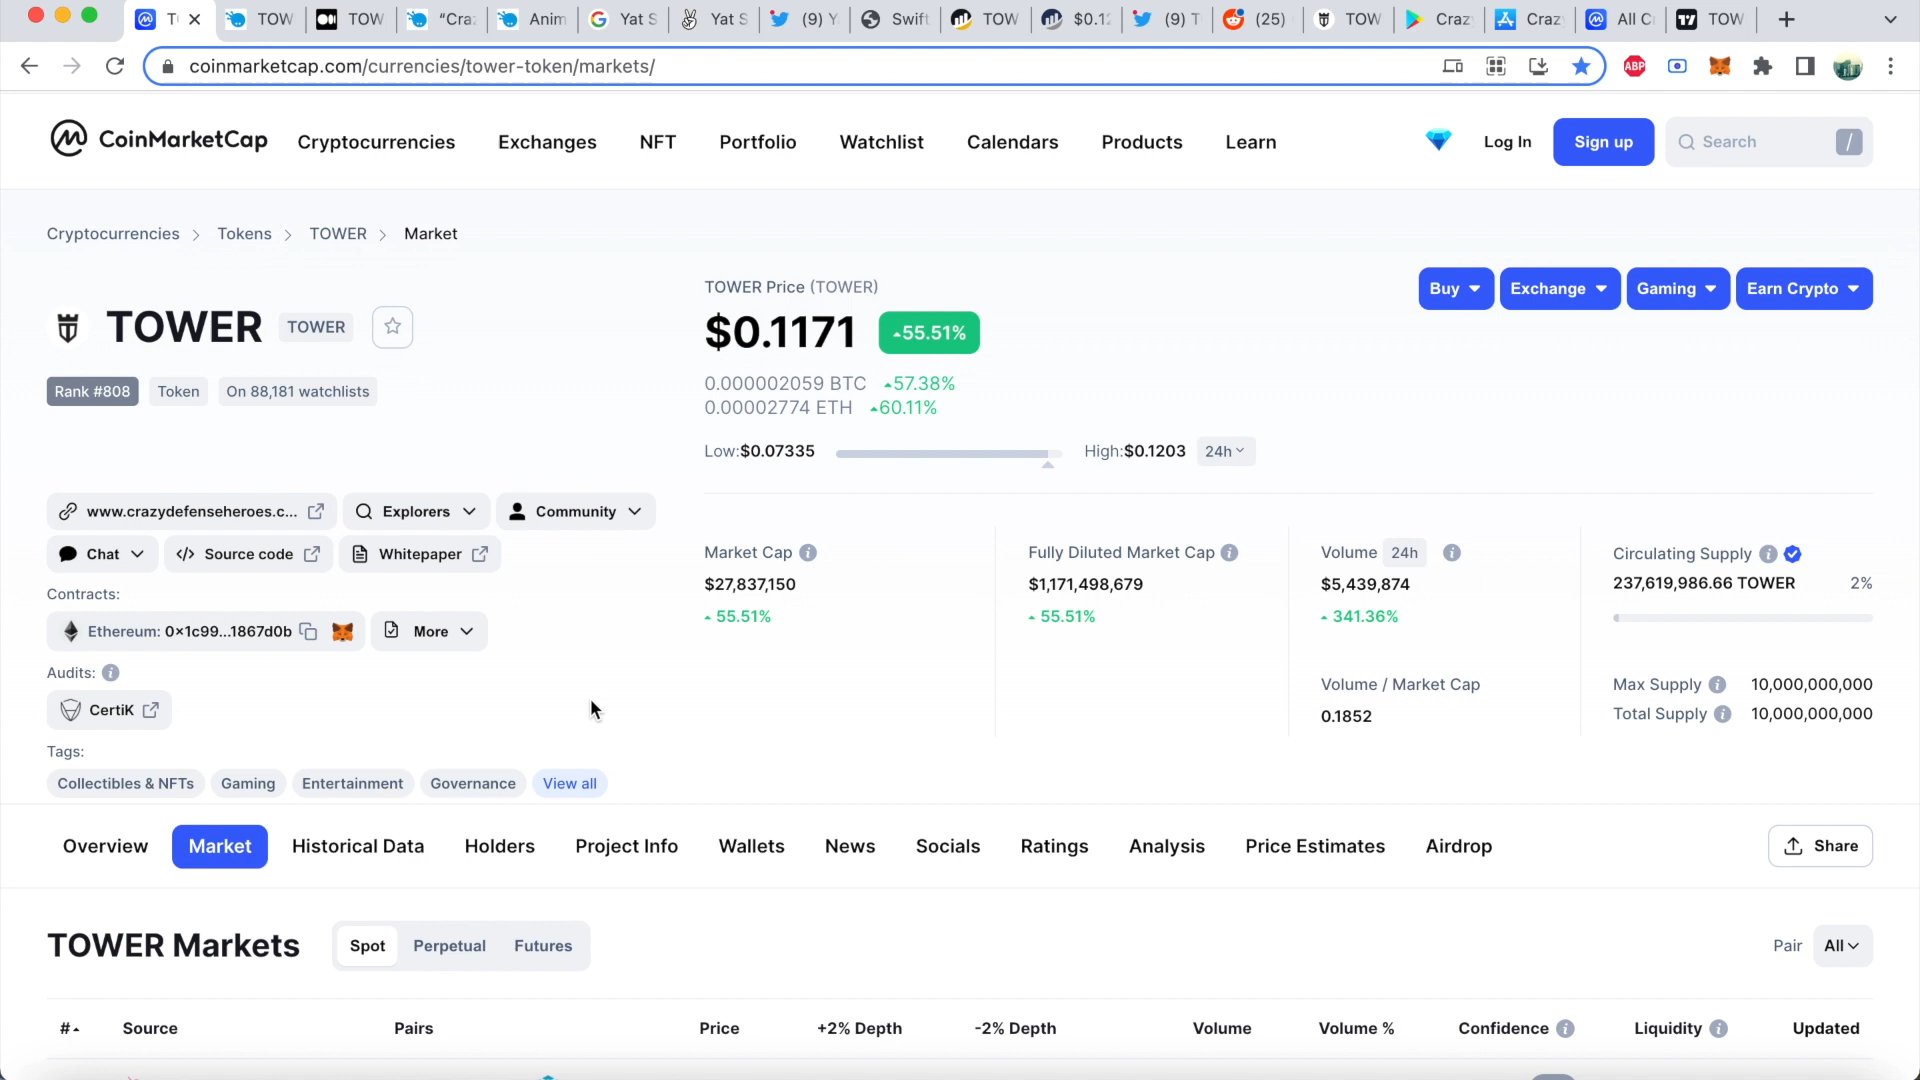 TOW
TOW
"Craz
Anim
Yat S
Yat S
(9) Y
Swift
TOW
$0.12
(9) T
(25)
TOW
Craz
Craz
All C
TOW
coinmarketcap.com/currencies/tower-token/markets/
ABP
CoinMarketCap
Cryptocurrencies
Exchanges
NFT
Portfolio
Watchlist
Calendars
Products
Learn
Log In
Sign up
Search
/
Cryptocurrencies > Tokens > TOWER > Market
TOWER Price (TOWER)
Buy
Exchange
Gaming
Earn Crypto
TOWER
TOWER
$0.1171
55.51%
Rank #808
Token
On 88,181 watchlists
0.000002059 BTC 57.38%
0.00002774 ETH 60.11%
Low:$0.07335
High:$0.1203
24h
www.crazydefenseheroes.c...
Explorers
Community
Chat
Source code
Whitepaper
Contracts:
Ethereum: 0x1c99...1867d0b
More
Audits:
CertiK
Tags:
Collectibles & NFTs
Gaming
Entertainment
Governance
View all
Market Cap
$27,837,150
55.51%
Fully Diluted Market Cap
$1,171,498,679
55.51%
Volume 24h
$5,439,874
341.36%
Volume / Market Cap
0.1852
Circulating Supply
237,619,986.66 TOWER 2%
Max Supply 10,000,000,000
Total Supply 10,000,000,000
Overview
Market
Historical Data
Holders
Project Info
Wallets
News
Socials
Ratings
Analysis
Price Estimates
Airdrop
Share
TOWER Markets
Spot
Perpetual
Futures
Pair
All
#
Source
Pairs
Price
+2% Depth
-2% Depth
Volume
Volume %
Confidence
Liquidity
Updated